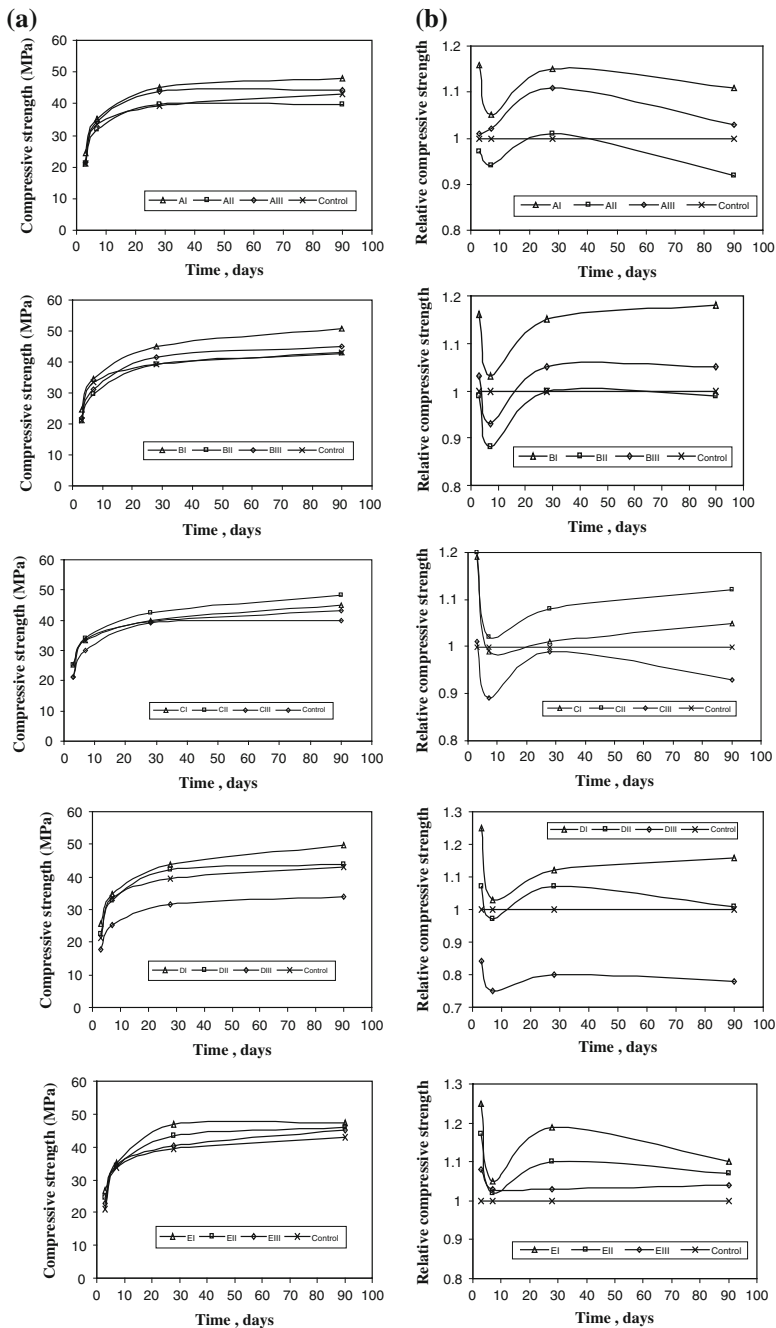 (a)
(b)
Compressive strength (MPa)
60
50
40
30
20
10
0
AI AII AIII Control
0 10 20 30 40 50 60 70 80 90 100
Time , days
Relative compressive strength
1.2
1.1
1
0.9
0.8
AI AII AIII Control
0 10 20 30 40 50 60 70 80 90 100
Time , days
Compressive strength (MPa)
60
50
40
30
20
10
0
BI BII BIII Control
0 10 20 30 40 50 60 70 80 90 100
Time , days
Relative compressive strength
1.2
1.1
1
0.9
0.8
BI BII BIII Control
0 10 20 30 40 50 60 70 80 90 100
Time , days
Compressive strength (MPa)
60
50
40
30
20
10
0
CI CII CIII Control
0 10 20 30 40 50 60 70 80 90 100
Time , days
Relative compressive strength
1.2
1.1
1
0.9
0.8
CI CII CIII Control
0 10 20 30 40 50 60 70 80 90 100
Time , days
Compressive strength (MPa)
60
50
40
30
20
10
0
DI DII DIII Control
0 10 20 30 40 50 60 70 80 90 100
Time , days
Relative compressive strength
1.3
1.2
1.1
1
0.9
0.8
0.7
DI DII DIII Control
0 10 20 30 40 50 60 70 80 90 100
Time , days
Compressive strength (MPa)
60
50
40
30
20
10
0
EI EII EIII Control
0 10 20 30 40 50 60 70 80 90 100
Time , days
Relative compressive strength
1.3
1.2
1.1
1
0.9
0.8
EI EII EIII Control
0 10 20 30 40 50 60 70 80 90 100
Time , days